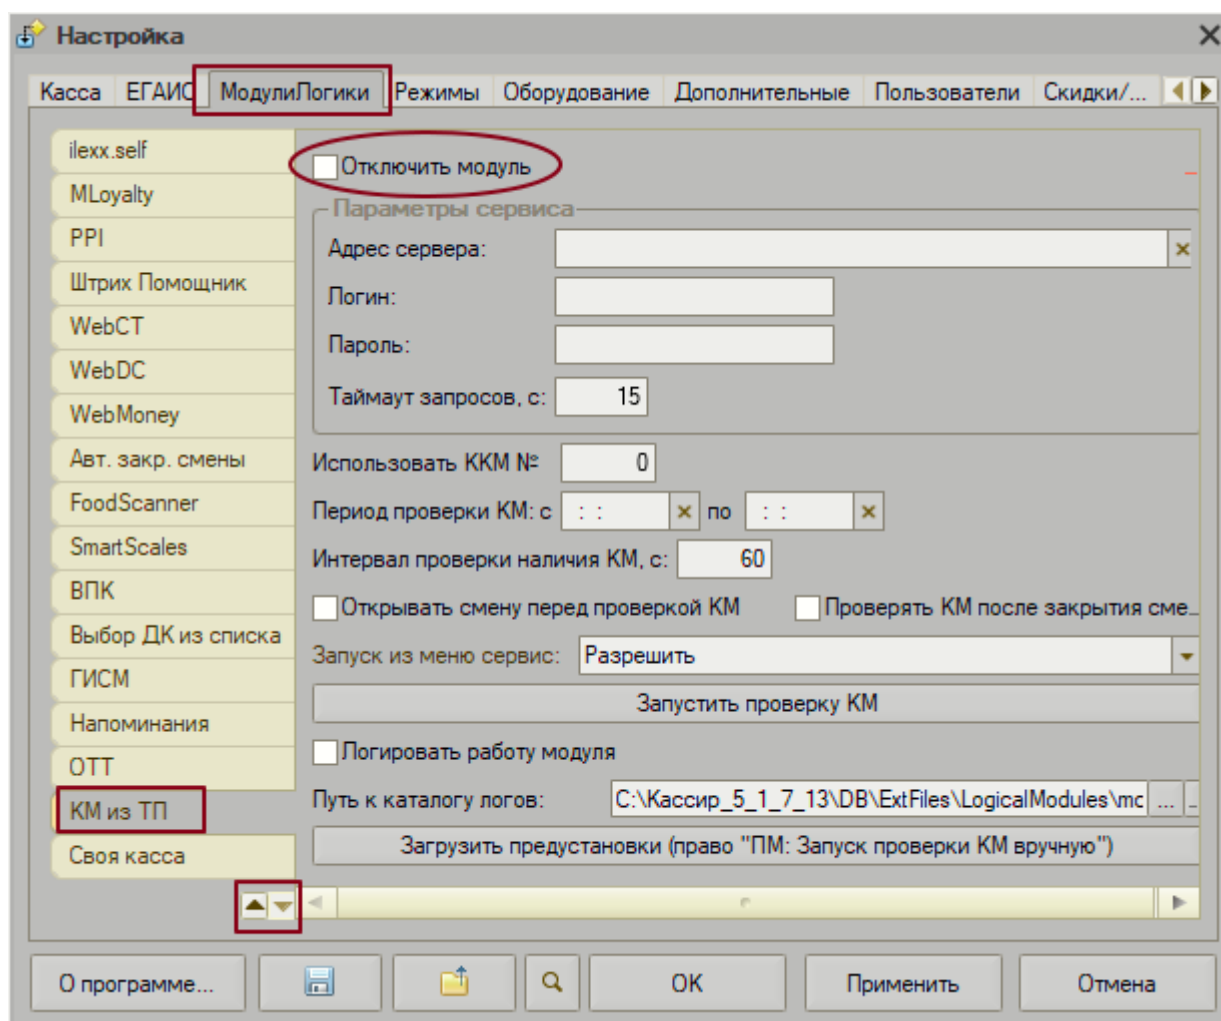 Настройка
Касса ЕГАИС МодулиЛогики Режимы Оборудование Дополнительные Пользователи Скидки/...
ilexx.self
MLoyalty
PPI
Штрих Помощник
WebCT
WebDC
WebMoney
Авт. закр. смены
FoodScanner
SmartScales
ВПК
Выбор ДК из списка
ГИСМ
Напоминания
ОТТ
КМ из ТП
Своя касса
Отключить модуль
Параметры сервиса
Адрес сервера:
Логин:
Пароль:
Таймаут запросов, с: 15
Использовать ККМ № 0
Период проверки КМ: с : : по : :
Интервал проверки наличия КМ, с: 60
Открывать смену перед проверкой КМ Проверять КМ после закрытия сме...
Запуск из меню сервис: Разрешить
Запустить проверку КМ
Логировать работу модуля
Путь к каталогу логов: C:\Кассир_5_1_7_13\DB\ExtFiles\LogicalModules\mc ...
Загрузить предустановки (право "ПМ: Запуск проверки КМ вручную")
О программе... ОК Применить Отмена